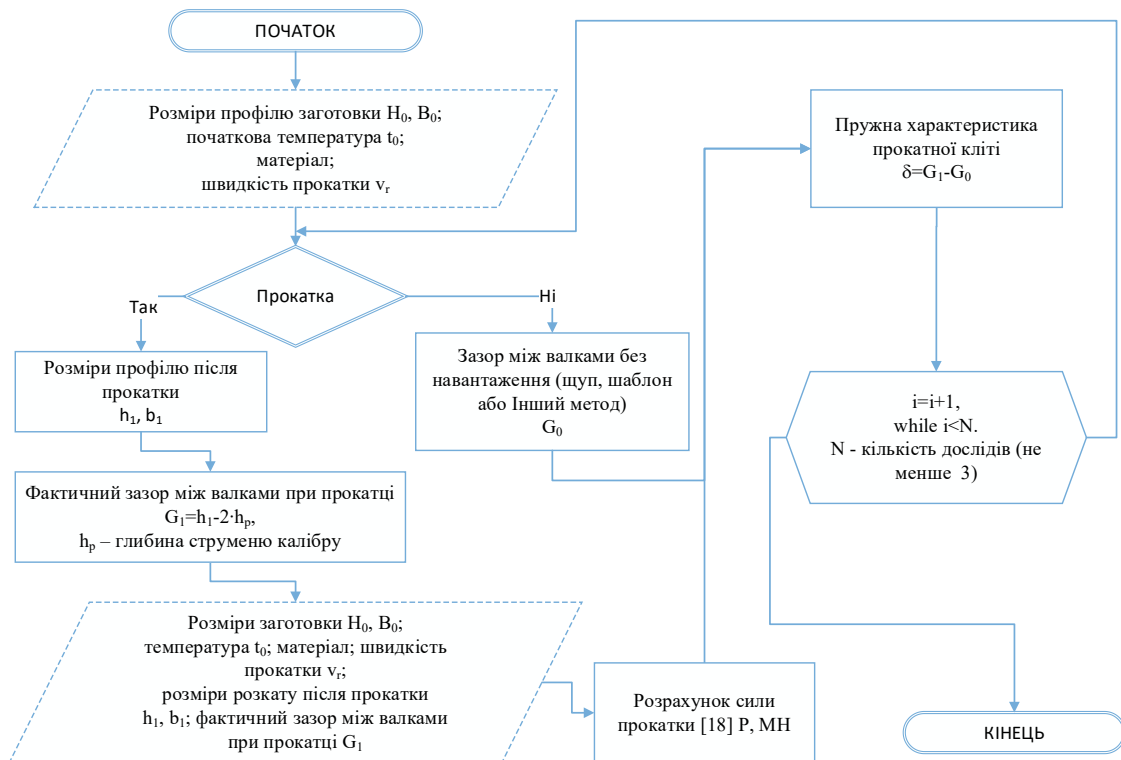 ПОЧАТОК
Розміри профілю заготовки H₀, B₀;
початкова температура t₀;
матеріал;
швидкість прокатки vᵣ
Прокатка
Так
Ні
Розміри профілю після
прокатки
h₁, b₁
Зазор між валками без
навантаження (щуп, шаблон
або Інший метод)
G₀
Фактичний зазор між валками при прокатці
G₁=h₁-2·hₚ,
hₚ – глибина струменю калібру
Розміри заготовки H₀, B₀;
температура t₀; матеріал; швидкість
прокатки vᵣ;
розміри розкату після прокатки
h₁, b₁; фактичний зазор між валками
при прокатці G₁
Розрахунок сили
прокатки [18] P, МН
Пружна характеристика
прокатної кліті
δ=G₁-G₀
i=i+1,
while i<N.
N - кількість дослідів (не
менше 3)
КІНЕЦЬ